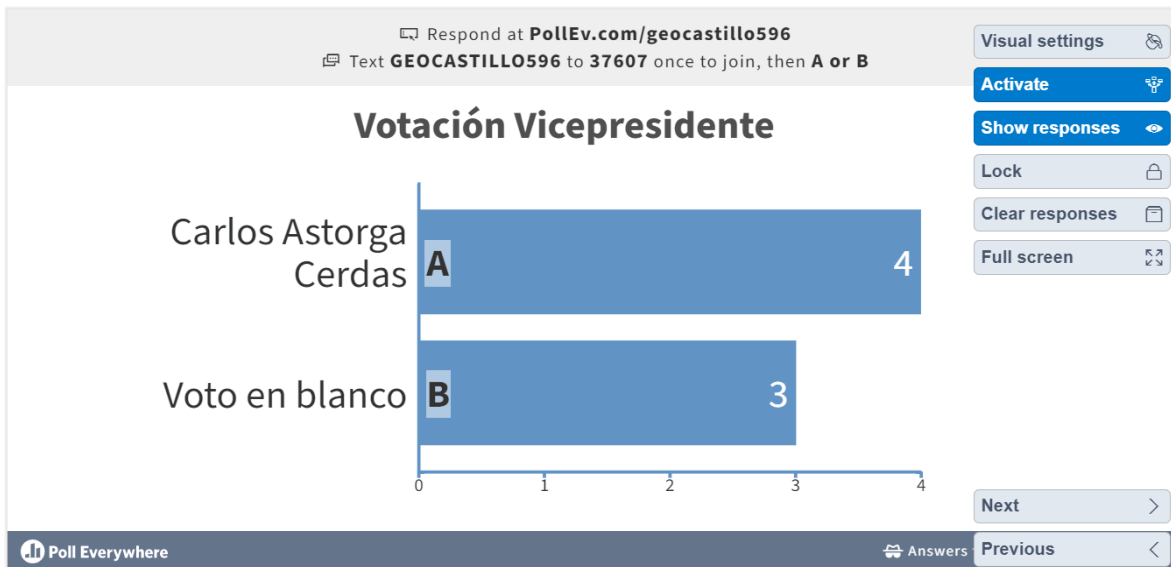 Respond at PollEv.com/geocastillo596
Text GEOCASTILLO596 to 37607 once to join, then A or B
Votación Vicepresidente
Carlos Astorga
Cerdas
A
4
Voto en blanco
B
3
0 1 2 3 4
Poll Everywhere
Answers
Visual settings
Activate
Show responses
Lock
Clear responses
Full screen
Next
Previous